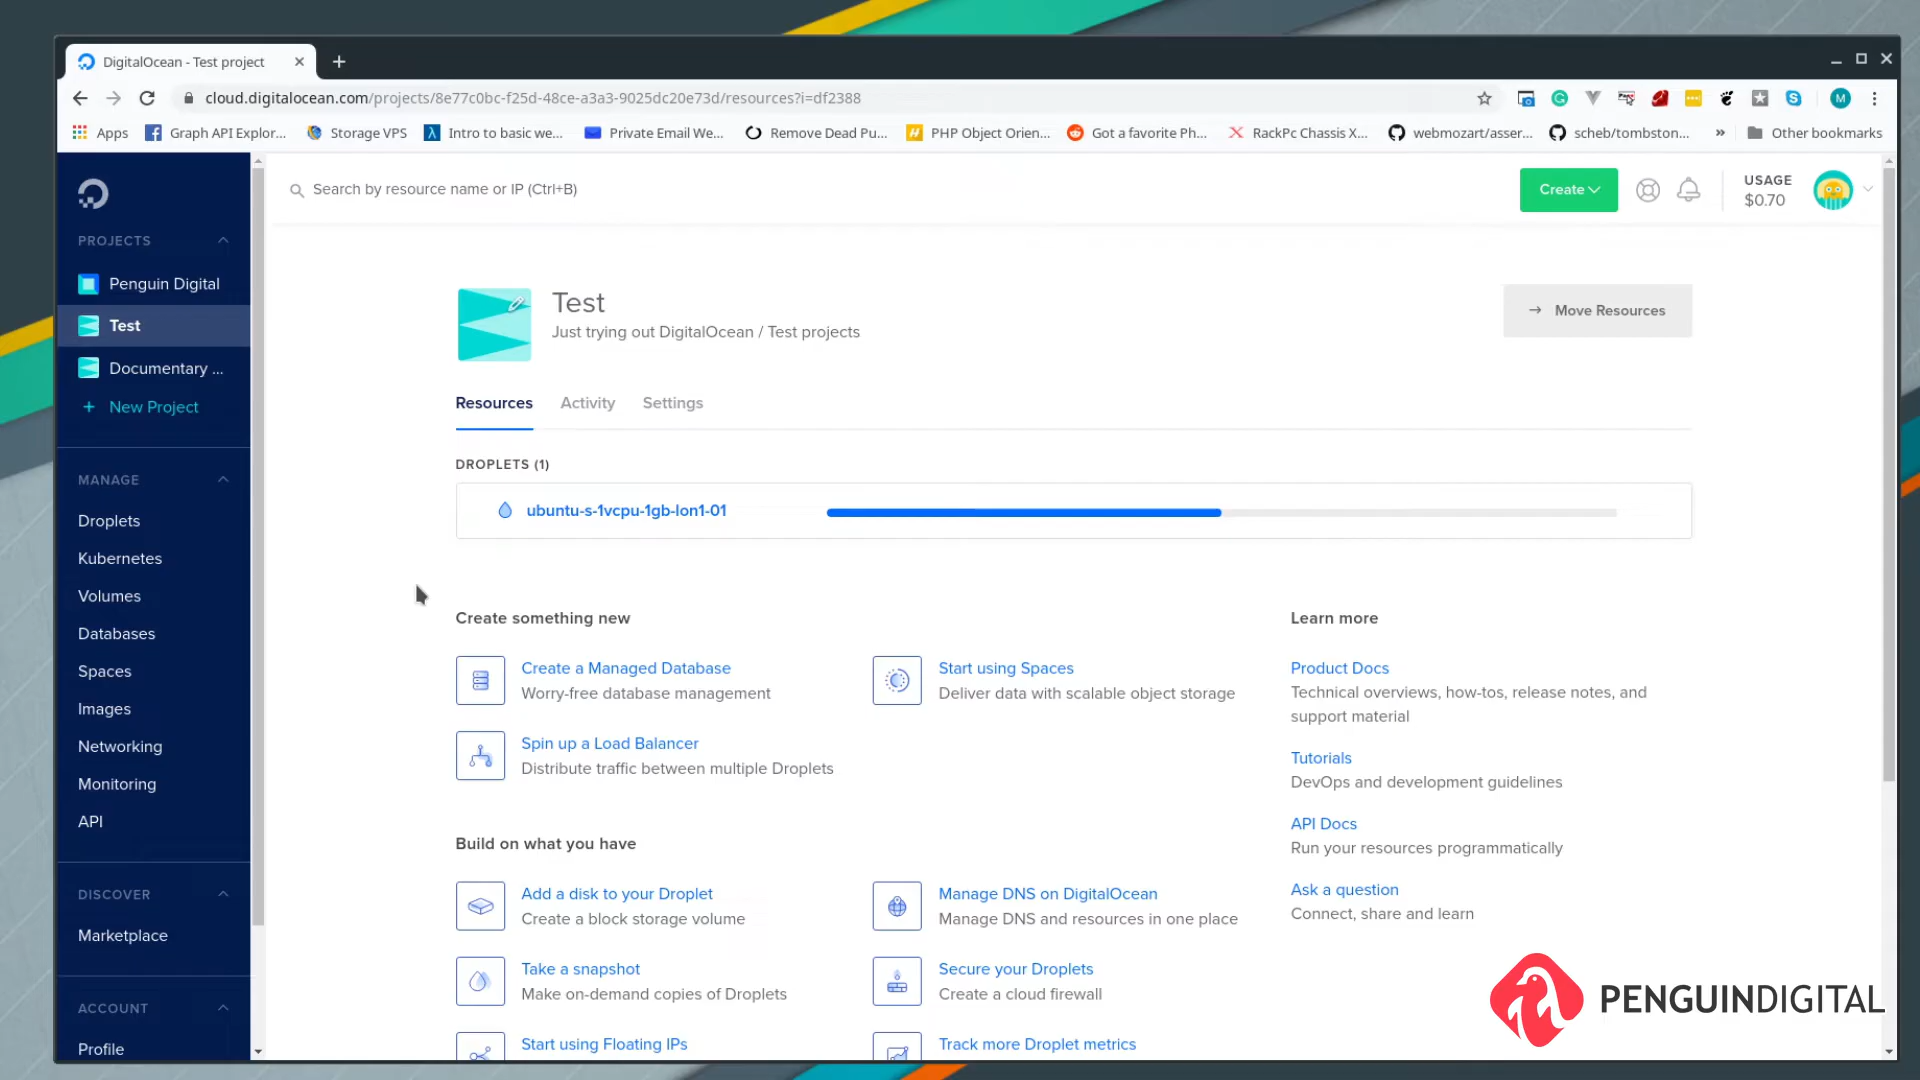 DigitalOcean - Test project
cloud.digitalocean.com/projects/8e77c0bc-f25d-48ce-a3a3-9025dc20e73d/resources?i=df2388
M
Apps
Graph API Explor...
Storage VPS
Intro to basic we...
Private Email We...
Remove Dead Pu...
PHP Object Orien...
Got a favorite Ph...
RackPc Chassis X...
webmozart/asser...
scheb/tombston...
»
Other bookmarks
Search by resource name or IP (Ctrl+B)
Create
USAGE
$0.70
PROJECTS
Penguin Digital
Test
Documentary ...
+ New Project
MANAGE
Droplets
Kubernetes
Volumes
Databases
Spaces
Images
Networking
Monitoring
API
DISCOVER
Marketplace
ACCOUNT
Profile
Test
Just trying out DigitalOcean / Test projects
→ Move Resources
Resources
Activity
Settings
DROPLETS (1)
ubuntu-s-1vcpu-1gb-lon1-01
Create something new
Create a Managed Database
Worry-free database management
Start using Spaces
Deliver data with scalable object storage
Spin up a Load Balancer
Distribute traffic between multiple Droplets
Build on what you have
Add a disk to your Droplet
Create a block storage volume
Manage DNS on DigitalOcean
Manage DNS and resources in one place
Take a snapshot
Make on-demand copies of Droplets
Secure your Droplets
Create a cloud firewall
Start using Floating IPs
Track more Droplet metrics
Learn more
Product Docs
Technical overviews, how-tos, release notes, and
support material
Tutorials
DevOps and development guidelines
API Docs
Run your resources programmatically
Ask a question
Connect, share and learn
PENGUINDIGITAL